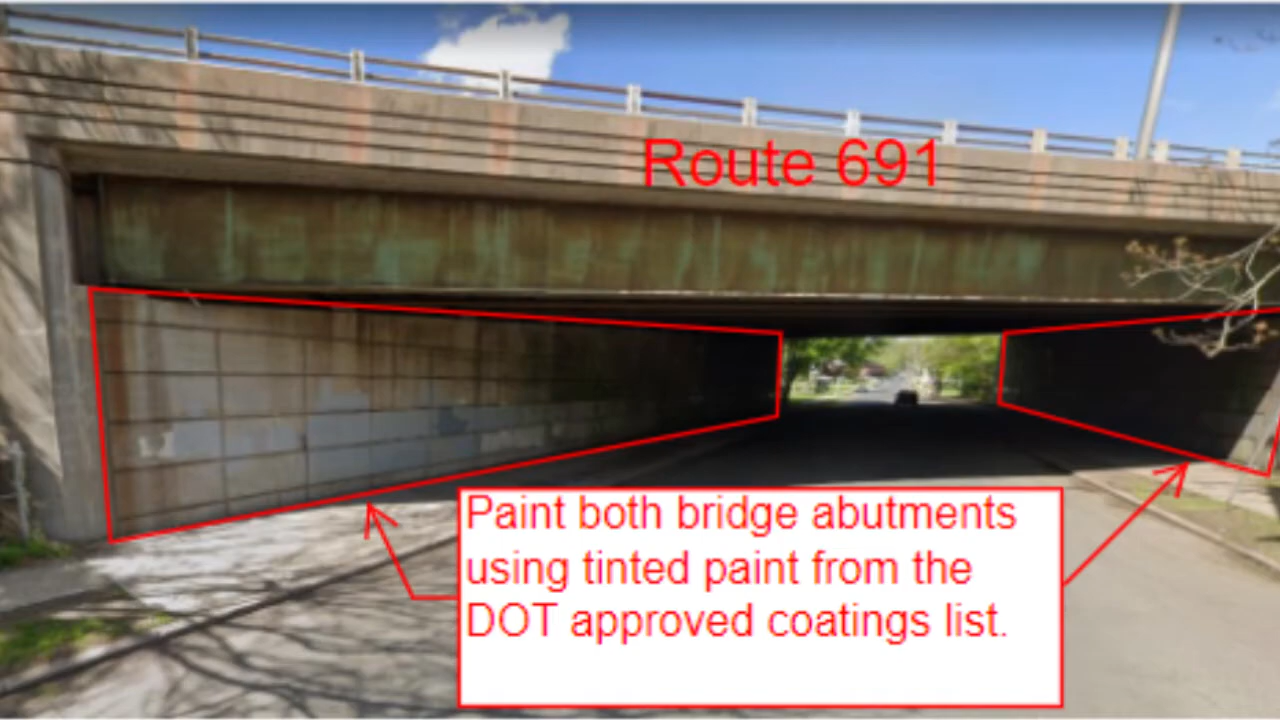 Route 691
Paint both bridge abutments
using tinted paint from the
DOT approved coatings list.